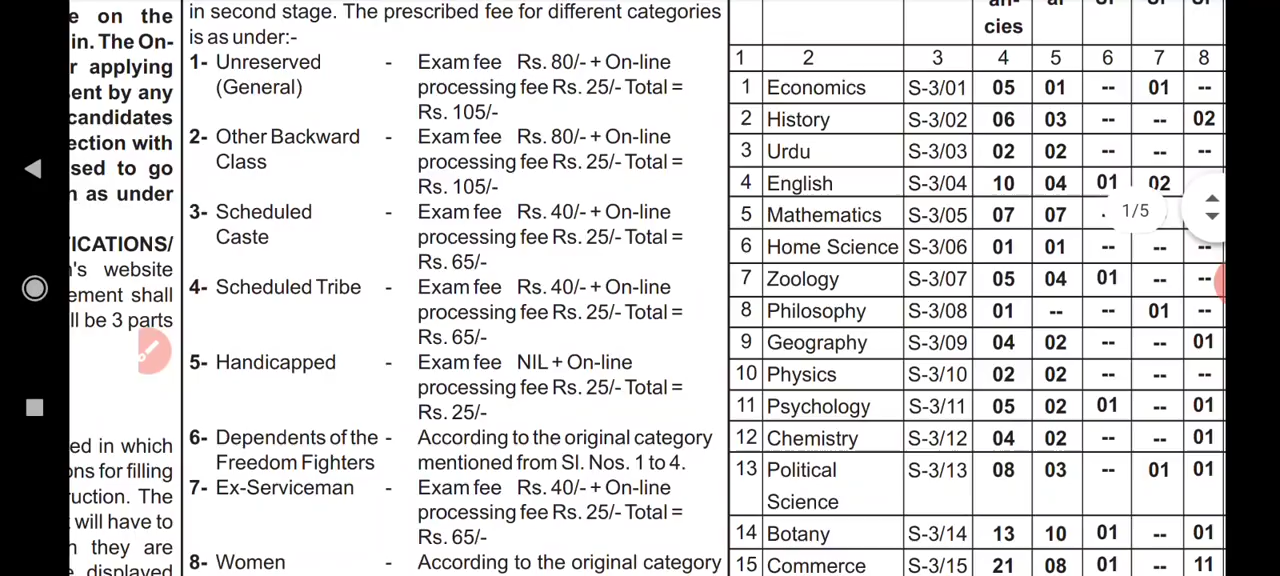 e on the
in. The On-
r applying
ent by any
candidates
ection with
sed to go
n as under
ICATIONS/
n's website
ement shall
ll be 3 parts
ed in which
ons for filling
ruction. The
will have to
n they are
displayed
in second stage. The prescribed fee for different categories
is as under:-
1- Unreserved - Exam fee Rs. 80/- + On-line
(General) processing fee Rs. 25/- Total =
Rs. 105/-
2- Other Backward - Exam fee Rs. 80/- + On-line
Class processing fee Rs. 25/- Total =
Rs. 105/-
3- Scheduled - Exam fee Rs. 40/- + On-line
Caste processing fee Rs. 25/- Total =
Rs. 65/-
4- Scheduled Tribe - Exam fee Rs. 40/- + On-line
processing fee Rs. 25/- Total =
Rs. 65/-
5- Handicapped - Exam fee NIL + On-line
processing fee Rs. 25/- Total =
Rs. 25/-
6- Dependents of the - According to the original category
Freedom Fighters mentioned from Sl. Nos. 1 to 4.
7- Ex-Serviceman - Exam fee Rs. 40/- + On-line
processing fee Rs. 25/- Total =
Rs. 65/-
8- Women - According to the original category
an- al of of of
cies
1 2 3 4 5 6 7 8
1 Economics S-3/01 05 01 -- 01 --
2 History S-3/02 06 03 -- -- 02
3 Urdu S-3/03 02 02 -- -- --
4 English S-3/04 10 04 01 02
5 Mathematics S-3/05 07 07
6 Home Science S-3/06 01 01 -- -- --
7 Zoology S-3/07 05 04 01 -- --
8 Philosophy S-3/08 01 -- -- 01 --
9 Geography S-3/09 04 02 -- -- 01
10 Physics S-3/10 02 02 -- -- --
11 Psychology S-3/11 05 02 01 -- 01
12 Chemistry S-3/12 04 02 -- -- 01
13 Political S-3/13 08 03 -- 01 01
Science
14 Botany S-3/14 13 10 01 -- 01
15 Commerce S-3/15 21 08 01 -- 11
1/5